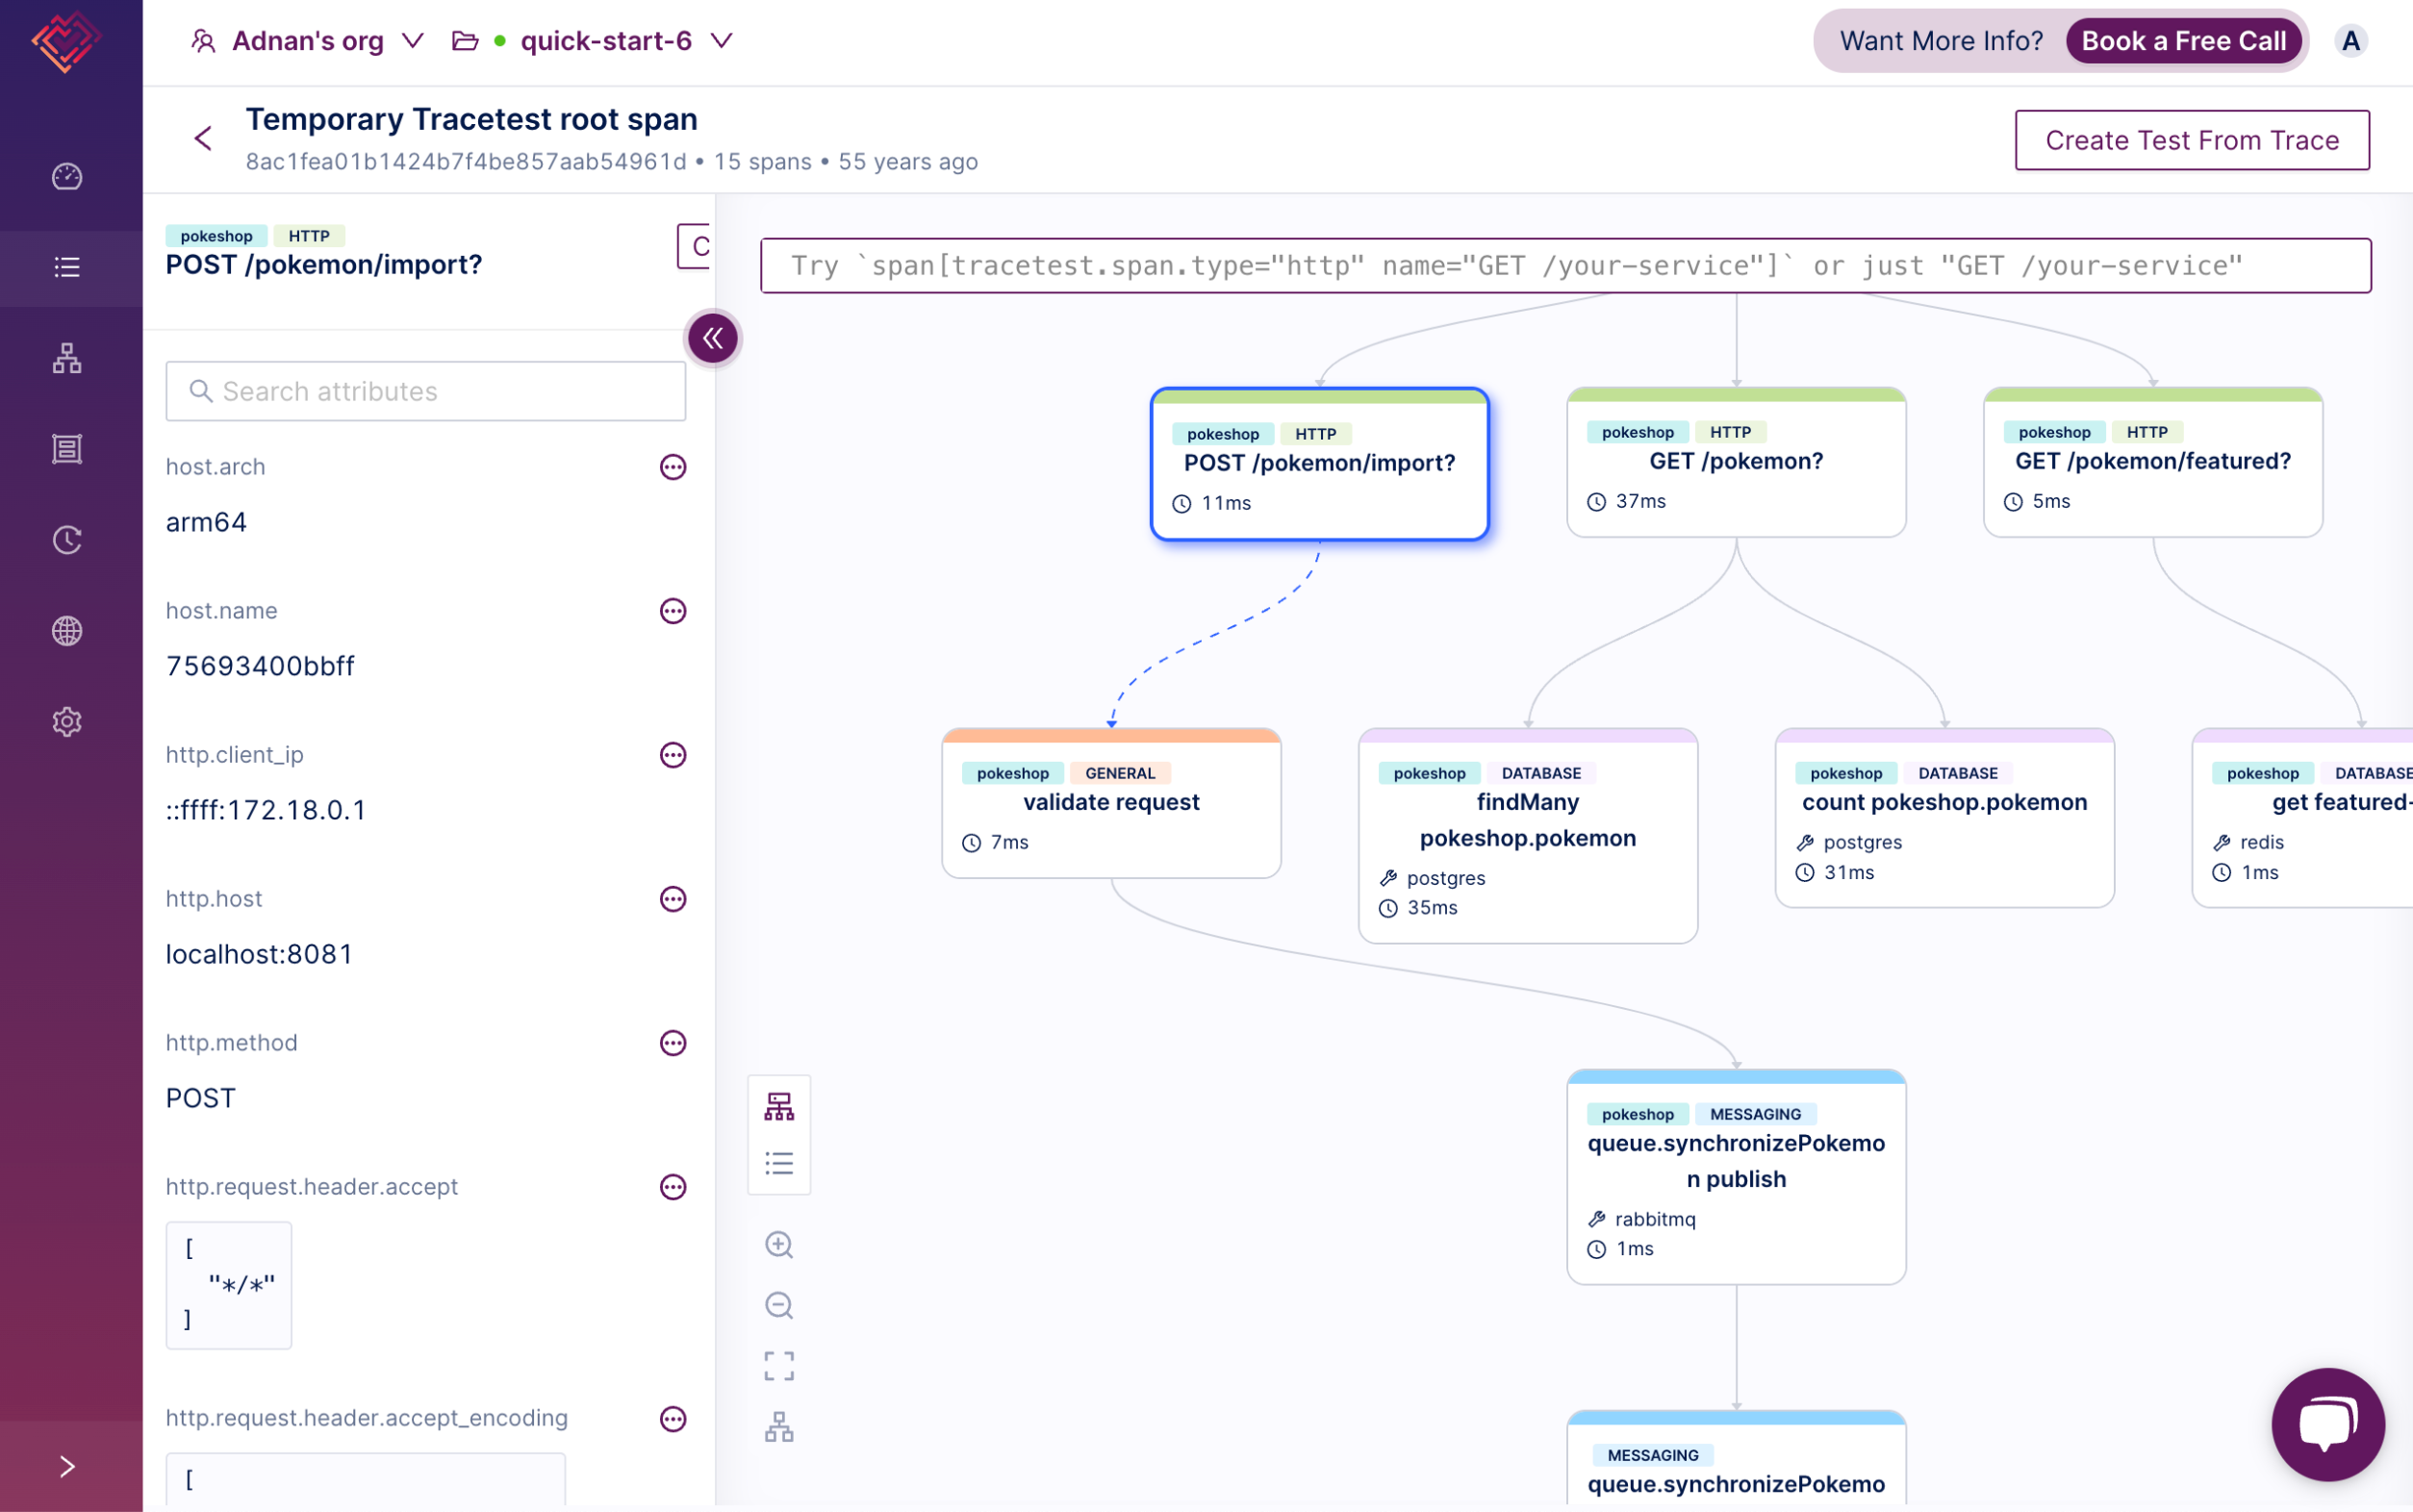 Adnan's org
quick-start-6
Want More Info?
Book a Free Call
A
Temporary Tracetest root span
8ac1fea01b1424b7f4be857aab54961d • 15 spans • 55 years ago
Create Test From Trace
pokeshop HTTP
POST /pokemon/import?
C
Search attributes
host.arch
arm64
host.name
75693400bbff
http.client_ip
::ffff:172.18.0.1
http.host
localhost:8081
http.method
POST
http.request.header.accept
[
"*/*"
]
http.request.header.accept_encoding
[
Try `span[tracetest.span.type="http" name="GET /your-service"]` or just "GET /your-service"
pokeshop HTTP
POST /pokemon/import?
11ms
pokeshop HTTP
GET /pokemon?
37ms
pokeshop HTTP
GET /pokemon/featured?
5ms
pokeshop GENERAL
validate request
7ms
pokeshop DATABASE
findMany
pokeshop.pokemon
postgres
35ms
pokeshop DATABASE
count pokeshop.pokemon
postgres
31ms
pokeshop DATABASE
get featured-
redis
1ms
pokeshop MESSAGING
queue.synchronizePokemo
n publish
rabbitmq
1ms
MESSAGING
queue.synchronizePokemo